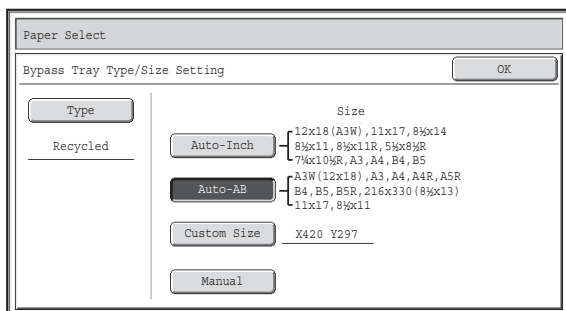 Paper Select
Bypass Tray Type/Size Setting
OK
Type
Recycled
Size
Auto-Inch
12x18(A3W),11x17,8½x14
8½x11,8½x11R,5½x8½R
7¼x10½R,A3,A4,B4,B5
Auto-AB
A3W(12x18),A3,A4,A4R,A5R
B4,B5,B5R,216x330(8½x13)
11x17,8½x11
Custom Size
X420 Y297
Manual